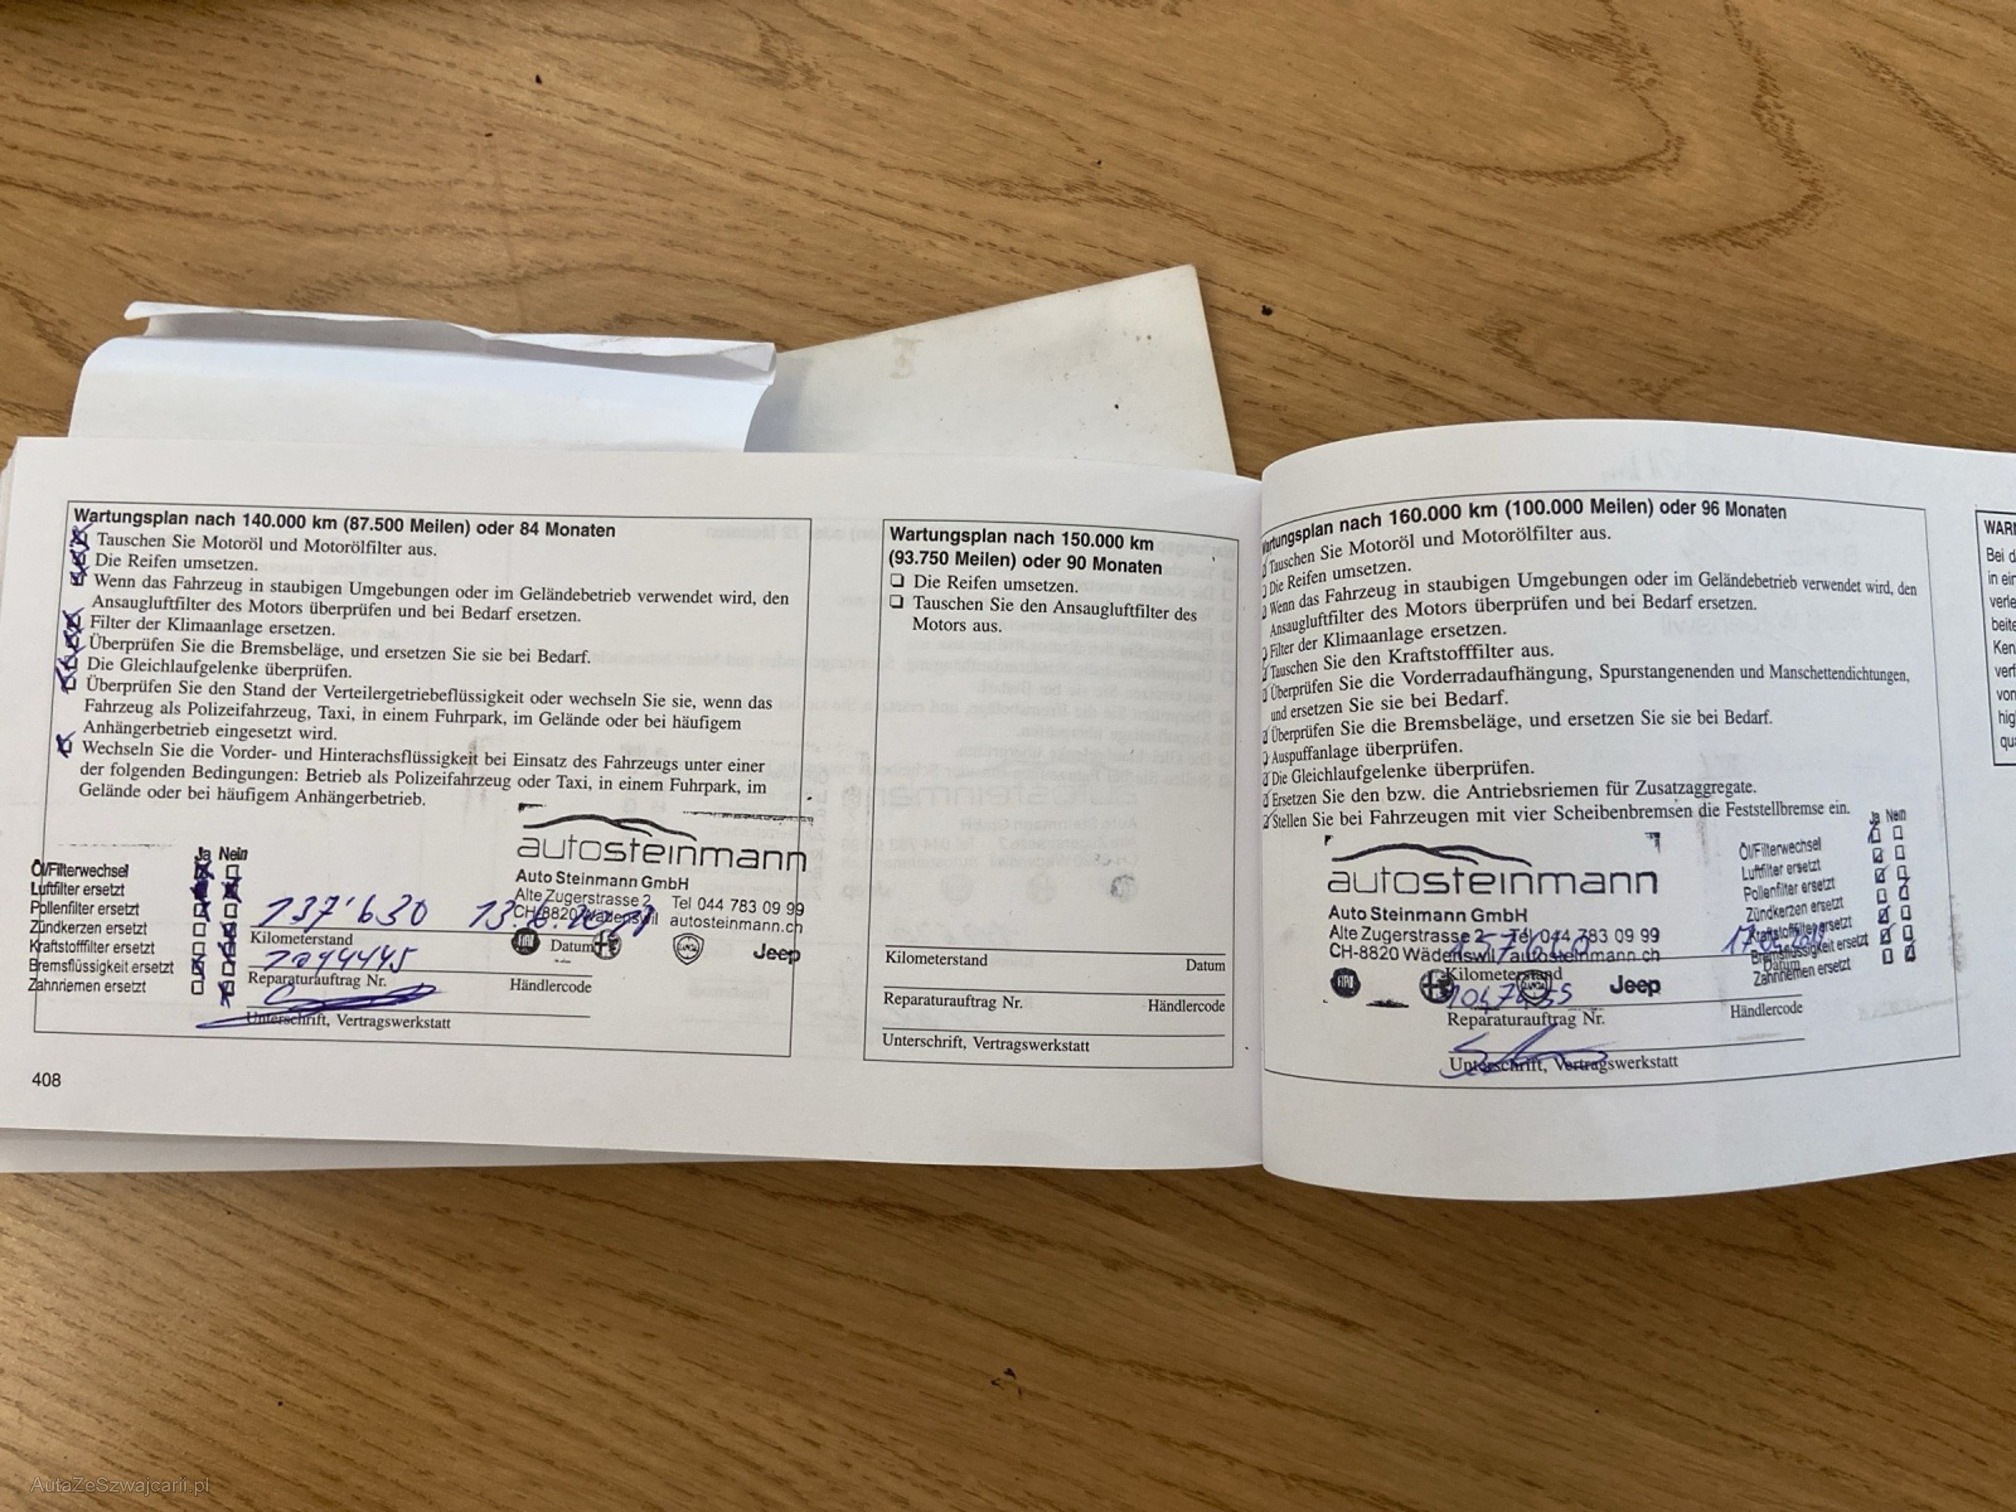 Wartungsplan nach 140.000 km (87.500 Meilen) oder 84 Monaten
Tauschen Sie Motoröl und Motorölfilter aus.
Die Reifen umsetzen.
Wenn das Fahrzeug in staubigen Umgebungen oder im Geländebetrieb verwendet wird, den
Ansaugluftfilter des Motors überprüfen und bei Bedarf ersetzen.
Filter der Klimaanlage ersetzen.
Überprüfen Sie die Bremsbeläge, und ersetzen Sie sie bei Bedarf.
Die Gleichlaufgelenke überprüfen.
Überprüfen Sie den Stand der Verteilergetriebeflüssigkeit oder wechseln Sie sie, wenn das
Fahrzeug als Polizeifahrzeug, Taxi, in einem Fuhrpark, im Gelände oder bei häufigem
Anhängerbetrieb eingesetzt wird.
Wechseln Sie die Vorder- und Hinterachsflüssigkeit bei Einsatz des Fahrzeugs unter einer
der folgenden Bedingungen: Betrieb als Polizeifahrzeug oder Taxi, in einem Fuhrpark, im
Gelände oder bei häufigem Anhängerbetrieb.
Ja Nein
Öl/Filterwechsel
Luftfilter ersetzt
Pollenfilter ersetzt
Zündkerzen ersetzt
Kraftstofffilter ersetzt
Bremsflüssigkeit ersetzt
Zahnriemen ersetzt
autosteinmann
Auto Steinmann GmbH
Alte Zugerstrasse 2 Tel 044 783 09 99
CH-8820 Wädenswil autosteinmann.ch
FIAT
Jeep
137'630
Kilometerstand
Datum
Reparaturauftrag Nr.
Händlercode
Unterschrift, Vertragswerkstatt
408
Wartungsplan nach 150.000 km
(93.750 Meilen) oder 90 Monaten
❏ Die Reifen umsetzen.
❏ Tauschen Sie den Ansaugluftfilter des
Motors aus.
Kilometerstand
Datum
Reparaturauftrag Nr.
Händlercode
Unterschrift, Vertragswerkstatt
Wartungsplan nach 160.000 km (100.000 Meilen) oder 96 Monaten
Tauschen Sie Motoröl und Motorölfilter aus.
Die Reifen umsetzen.
Wenn das Fahrzeug in staubigen Umgebungen oder im Geländebetrieb verwendet wird, den
Ansaugluftfilter des Motors überprüfen und bei Bedarf ersetzen.
Filter der Klimaanlage ersetzen.
Tauschen Sie den Kraftstofffilter aus.
Überprüfen Sie die Vorderradaufhängung, Spurstangenenden und Manschettendichtungen,
und ersetzen Sie sie bei Bedarf.
Überprüfen Sie die Bremsbeläge, und ersetzen Sie sie bei Bedarf.
Auspuffanlage überprüfen.
Die Gleichlaufgelenke überprüfen.
Ersetzen Sie den bzw. die Antriebsriemen für Zusatzaggregate.
Stellen Sie bei Fahrzeugen mit vier Scheibenbremsen die Feststellbremse ein.
Ja Nein
Öl/Filterwechsel
Luftfilter ersetzt
Pollenfilter ersetzt
Zündkerzen ersetzt
Kraftstofffilter ersetzt
Bremsflüssigkeit ersetzt
Zahnriemen ersetzt
autosteinmann
Auto Steinmann GmbH
Alte Zugerstrasse 2 Tel 044 783 09 99
CH-8820 Wädenswil autosteinmann.ch
FIAT
Jeep
Kilometerstand
Datum
Reparaturauftrag Nr.
Händlercode
Unterschrift, Vertragswerkstatt
Bei d
in ein
AutaZeSzwajcarii.pl